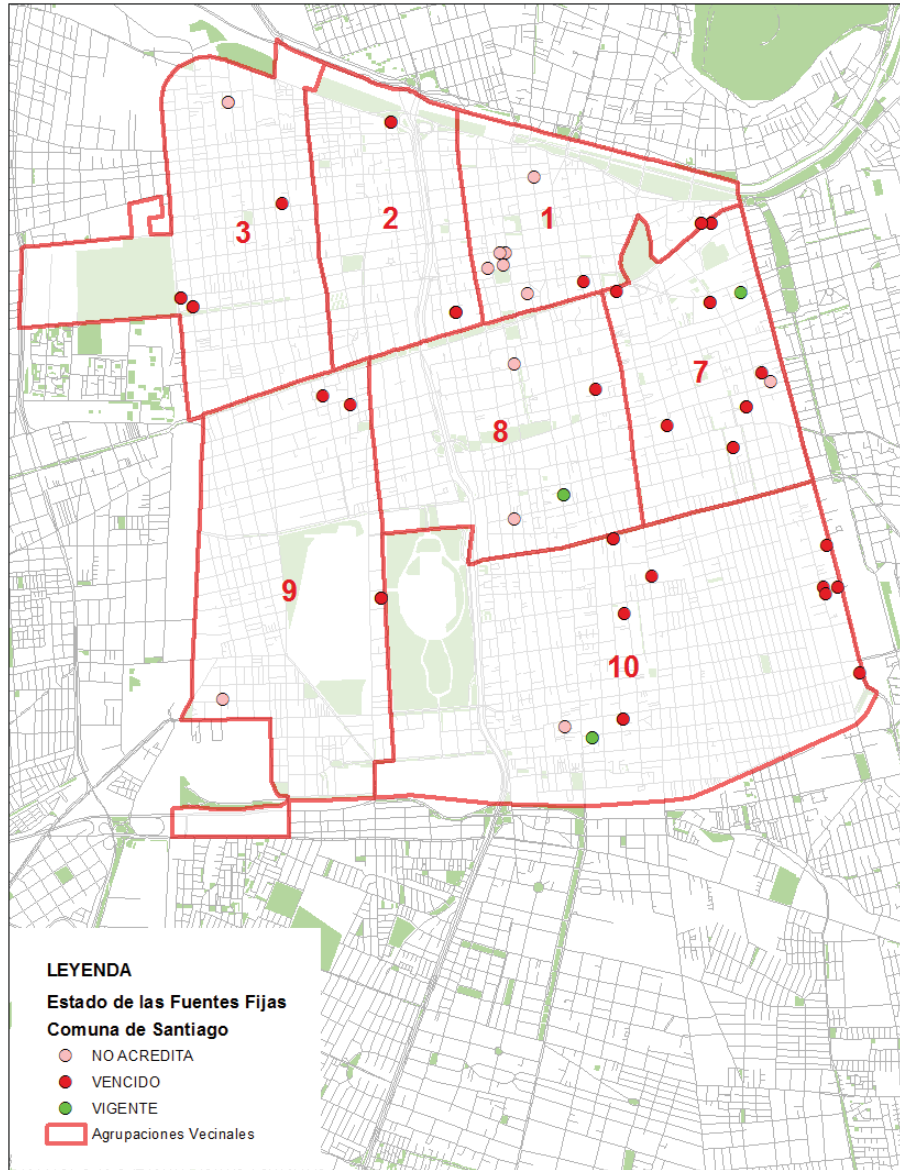 3
2
1
7
8
9
10
LEYENDA
Estado de las Fuentes Fijas
Comuna de Santiago
NO ACREDITA
VENCIDO
VIGENTE
Agrupaciones Vecinales